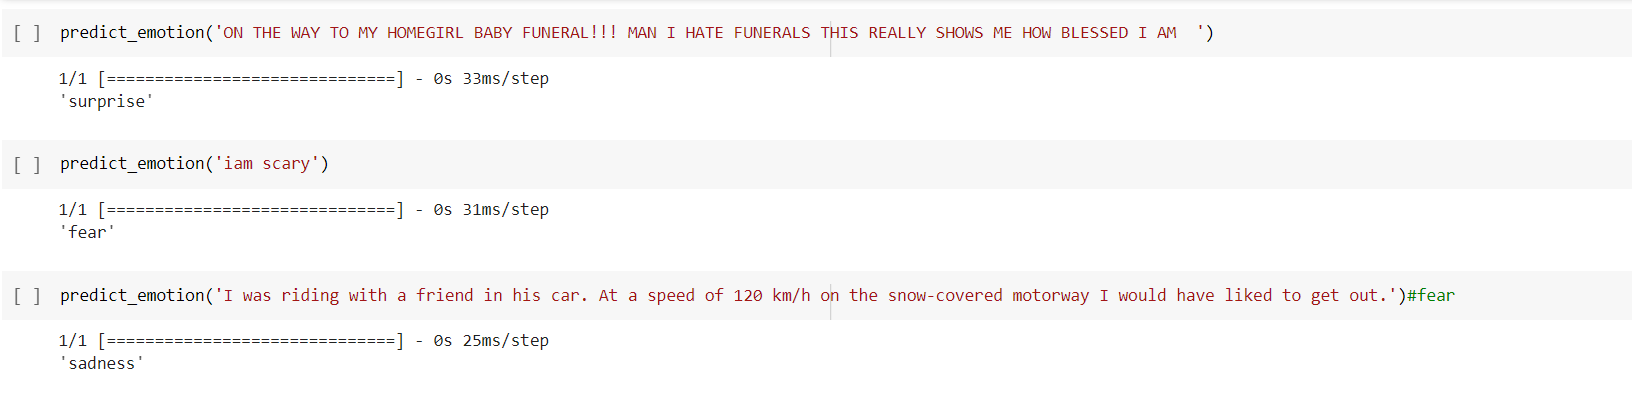 [ ] predict_emotion('ON THE WAY TO MY HOMEGIRL BABY FUNERAL!!! MAN I HATE FUNERALS THIS REALLY SHOWS ME HOW BLESSED I AM  ')
1/1 [==============================] - 0s 33ms/step
'surprise'
[ ] predict_emotion('iam scary')
1/1 [==============================] - 0s 31ms/step
'fear'
[ ] predict_emotion('I was riding with a friend in his car. At a speed of 120 km/h on the snow-covered motorway I would have liked to get out.')#fear
1/1 [==============================] - 0s 25ms/step
'sadness'